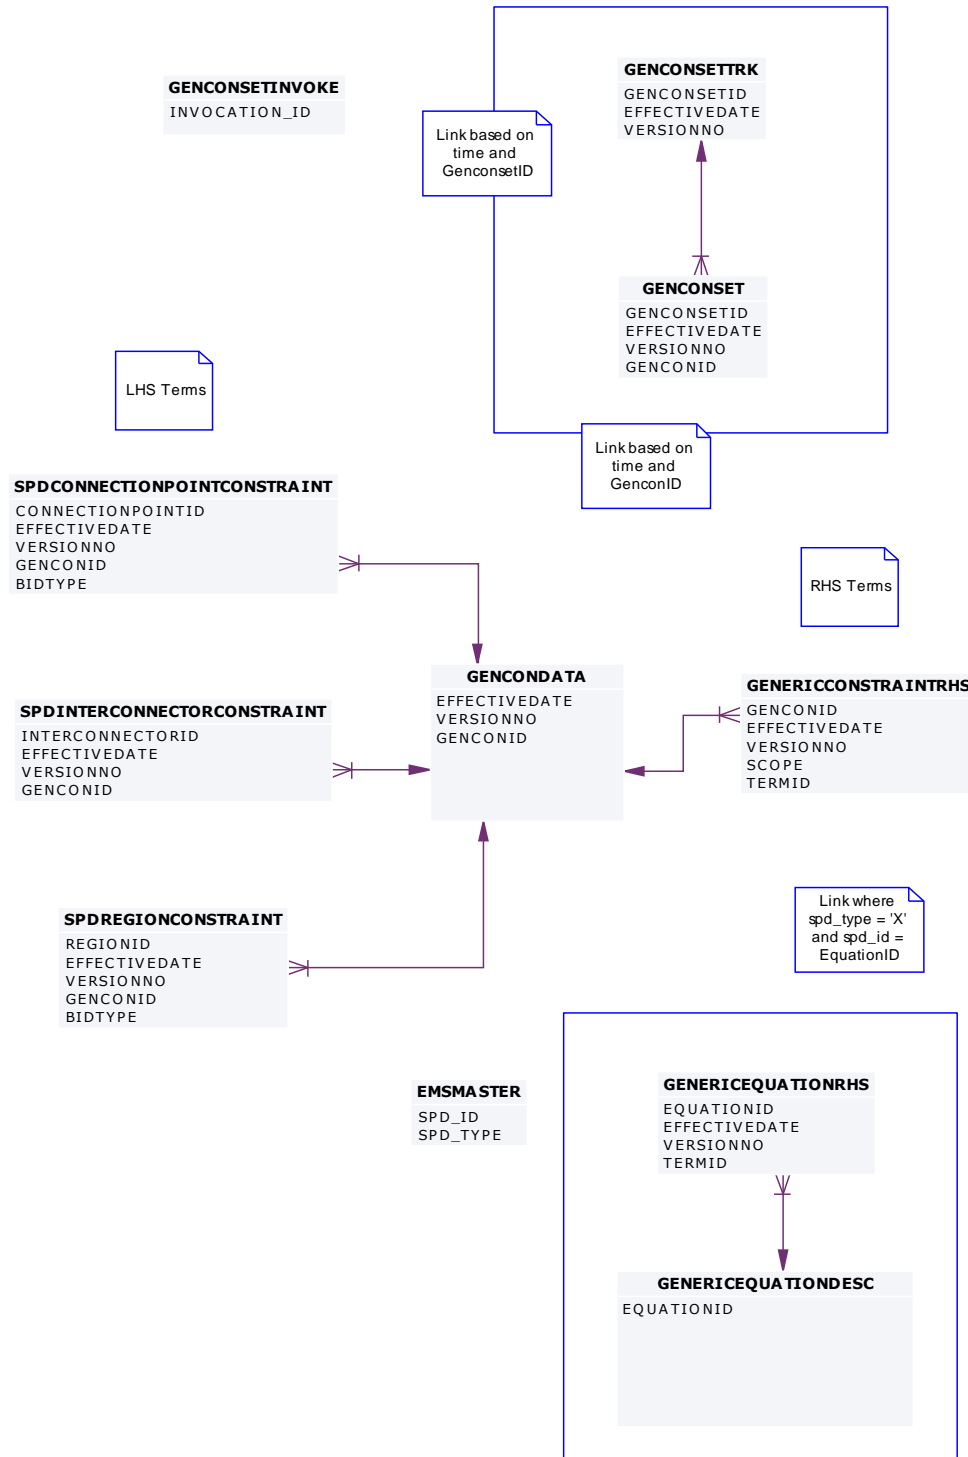 GENCONSETINVOKE
INVOCATION_ID
GENCONSETTRK
GENCONSETID
EFFECTIVEDATE
VERSIONNO
Link based on
time and
GenconsetID
GENCONSET
GENCONSETID
EFFECTIVEDATE
VERSIONNO
GENCONID
LHS Terms
Link based on
time and
GenconID
SPDCONNECTIONPOINTCONSTRAINT
CONNECTIONPOINTID
EFFECTIVEDATE
VERSIONNO
GENCONID
BIDTYPE
RHS Terms
GENCONDATA
EFFECTIVEDATE
VERSIONNO
GENCONID
GENERICCONSTRAINTRHS
GENCONID
EFFECTIVEDATE
VERSIONNO
SCOPE
TERMID
SPDINTERCONNECTORCONSTRAINT
INTERCONNECTORID
EFFECTIVEDATE
VERSIONNO
GENCONID
SPDREGIONCONSTRAINT
REGIONID
EFFECTIVEDATE
VERSIONNO
GENCONID
BIDTYPE
Link where
spd_type = 'X'
and spd_id =
EquationID
EMSMASTER
SPD_ID
SPD_TYPE
GENERICEQUATIONRHS
EQUATIONID
EFFECTIVEDATE
VERSIONNO
TERMID
GENERICEQUATIONDESC
EQUATIONID